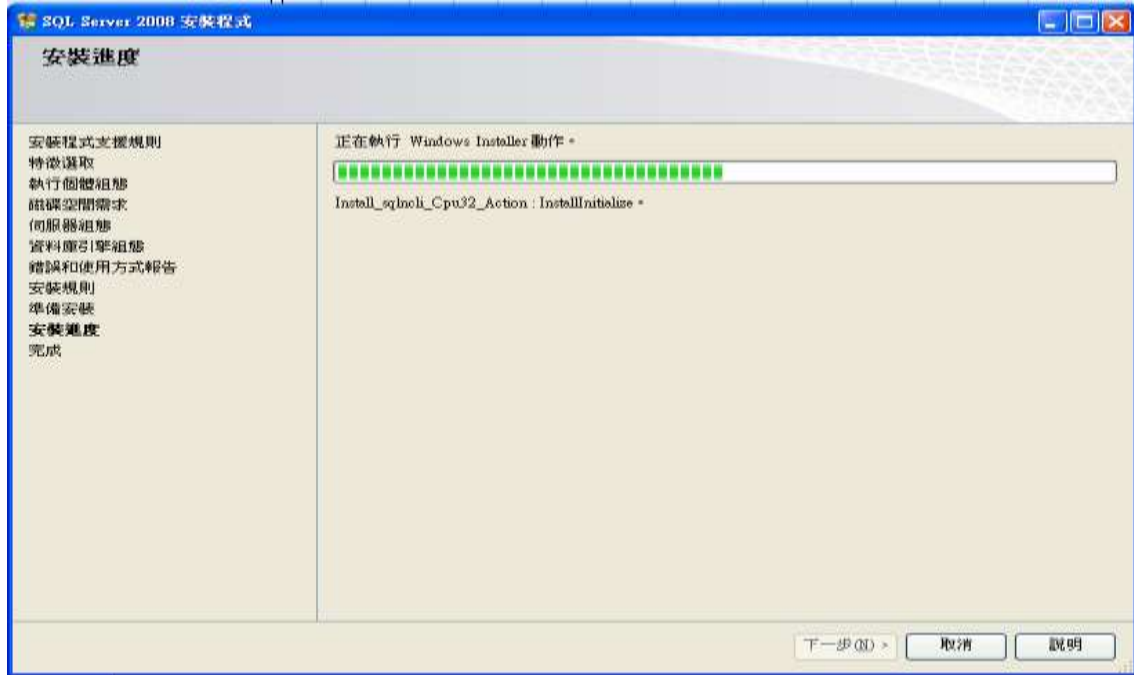 SQL Server 2008 安裝程式
安裝進度
安裝程式支援規則
特徵選取
執行個體組態
磁碟空間需求
伺服器組態
資料庫引擎組態
錯誤和使用方式報告
安裝規則
準備安裝
安裝進度
完成
正在執行 Windows Installer 動作。
Install_sqlncli_Cpu32_Action : InstallInitialize。
下一步(N) >
取消
說明